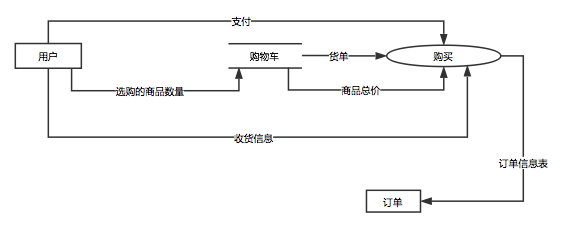 支付
用户
购物车
货单
购买
选购的商品数量
商品总价
收货信息
订单信息表
订单